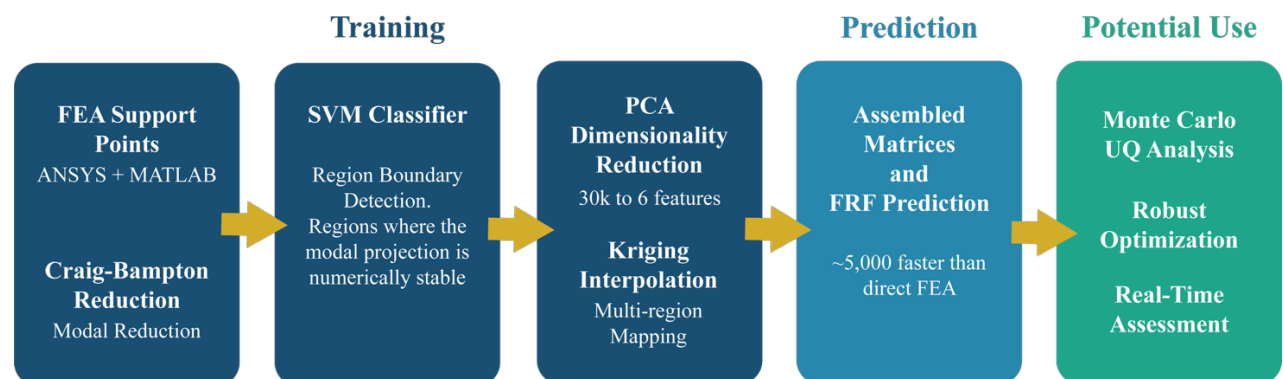 Training
Prediction
Potential Use
FEA Support
Points
ANSYS + MATLAB
Craig-Bampton
Reduction
Modal Reduction
SVM Classifier
Region Boundary
Detection.
Regions where the
modal projection is
numerically stable
PCA
Dimensionality
Reduction
30k to 6 features
Kriging
Interpolation
Multi-region
Mapping
Assembled
Matrices
and
FRF Prediction
~5,000 faster than
direct FEA
Monte Carlo
UQ Analysis
Robust
Optimization
Real-Time
Assessment